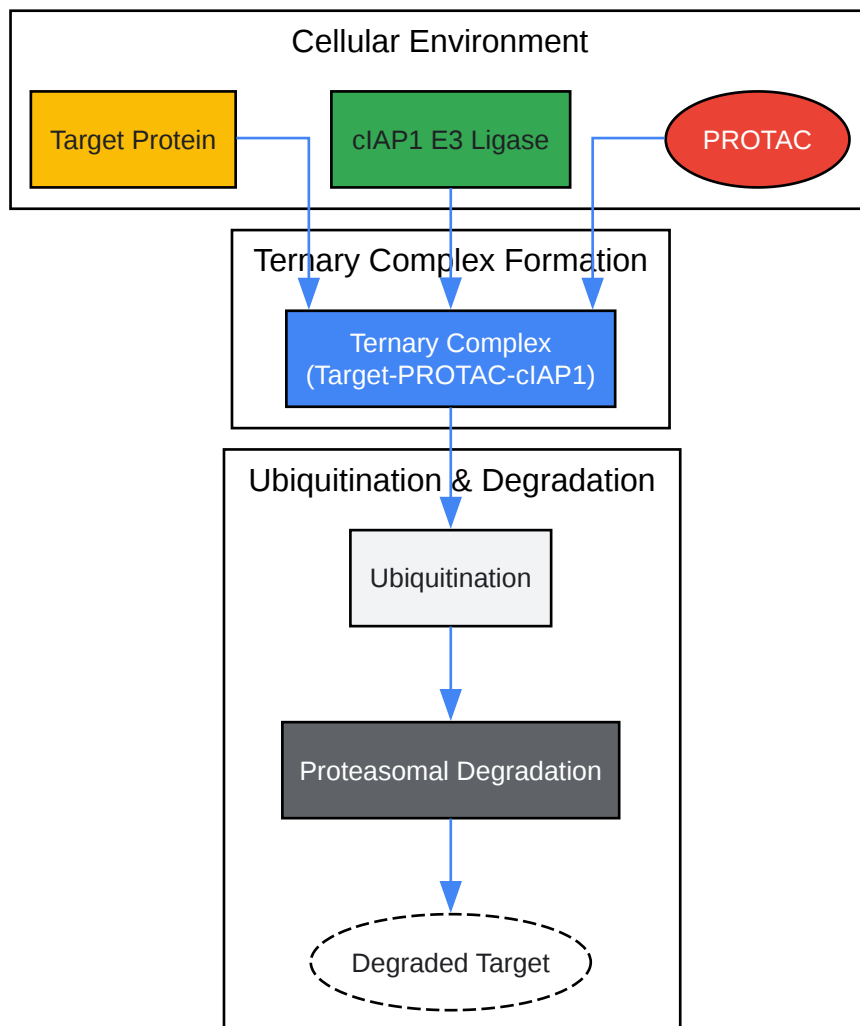 Cellular Environment
Target Protein
cIAP1 E3 Ligase
PROTAC
Ternary Complex Formation
Ternary Complex
(Target-PROTAC-cIAP1)
Ubiquitination & Degradation
Ubiquitination
Proteasomal Degradation
Degraded Target